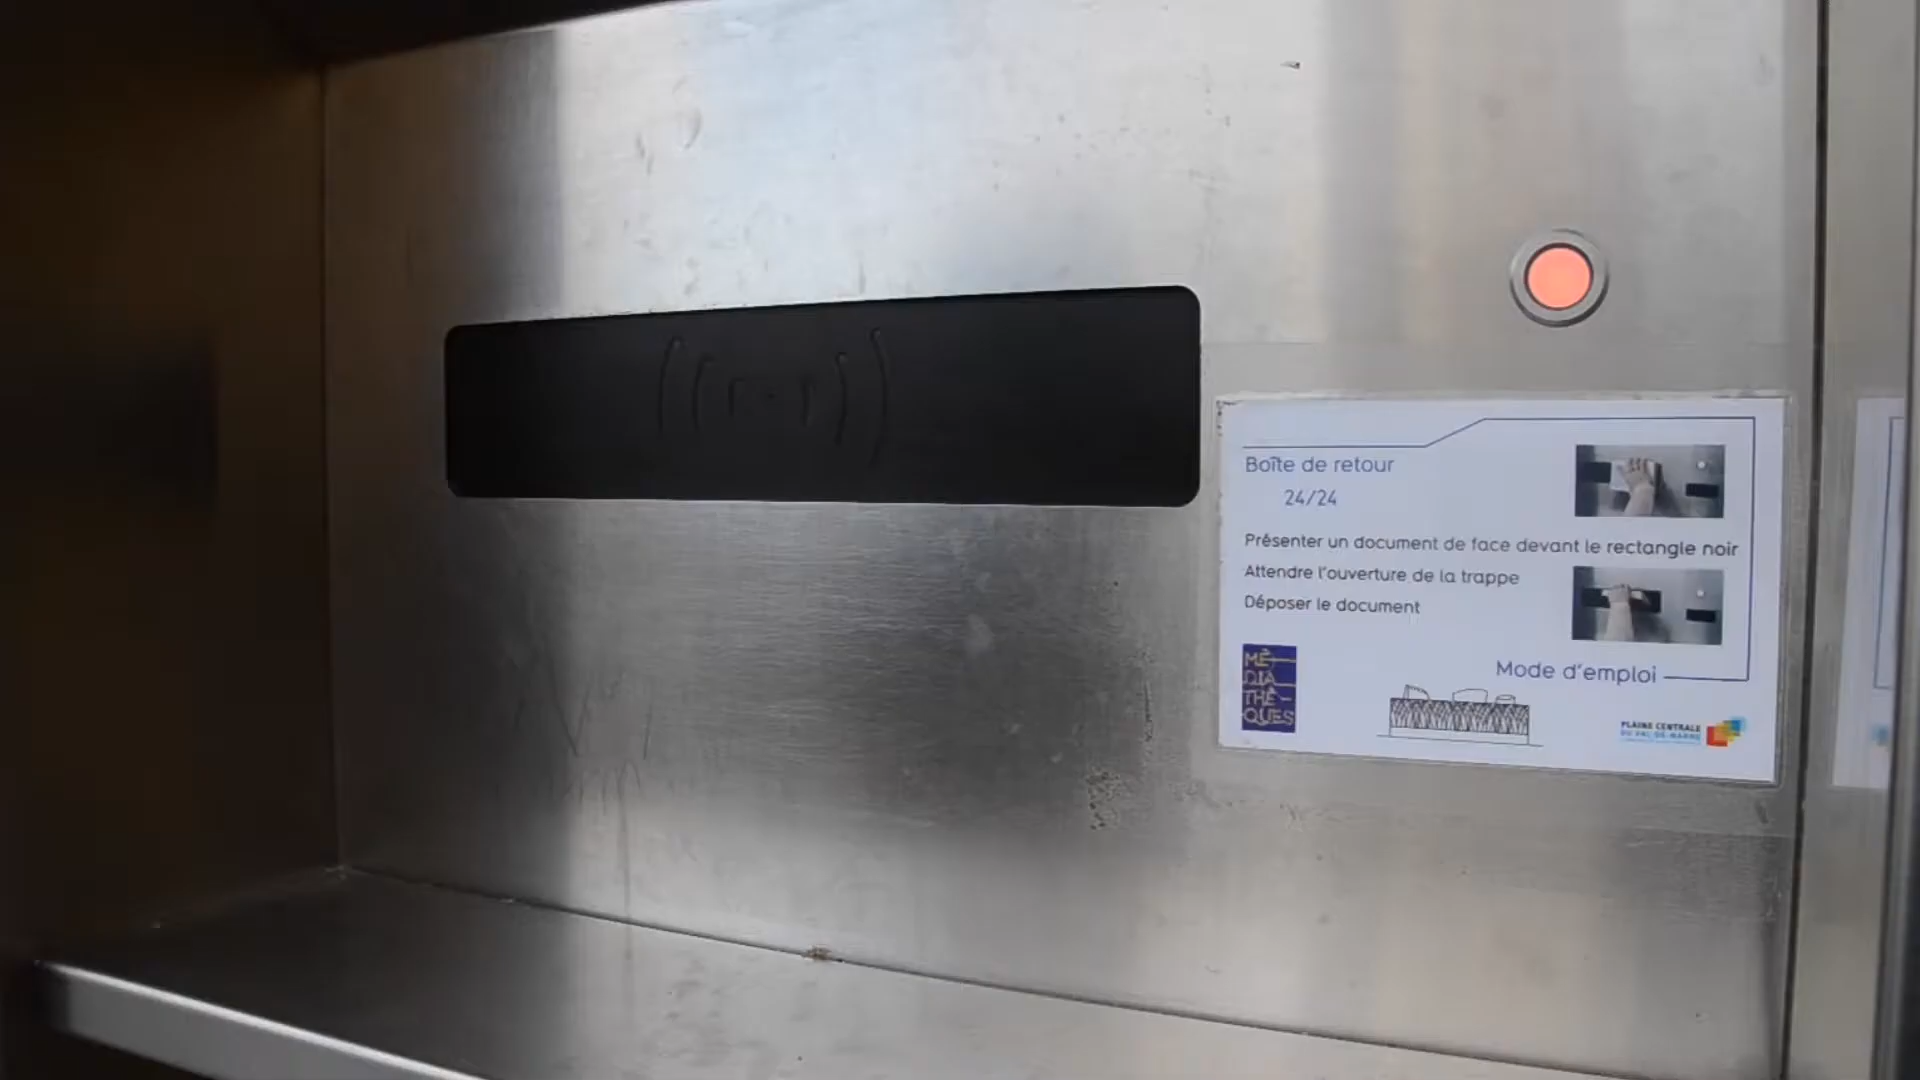 Boîte de retour
24/24
Présenter un document de face devant le rectangle noir
Attendre l'ouverture de la trappe
Déposer le document
Mode d'emploi
MÉ
DIA
THÈ
QUES
PLAINE CENTRALE
DU VAL-DE-MARNE